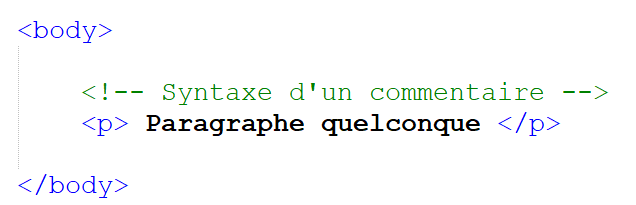 <body>
<!-- Syntaxe d'un commentaire -->
<p> Paragraphe quelconque </p>
</body>